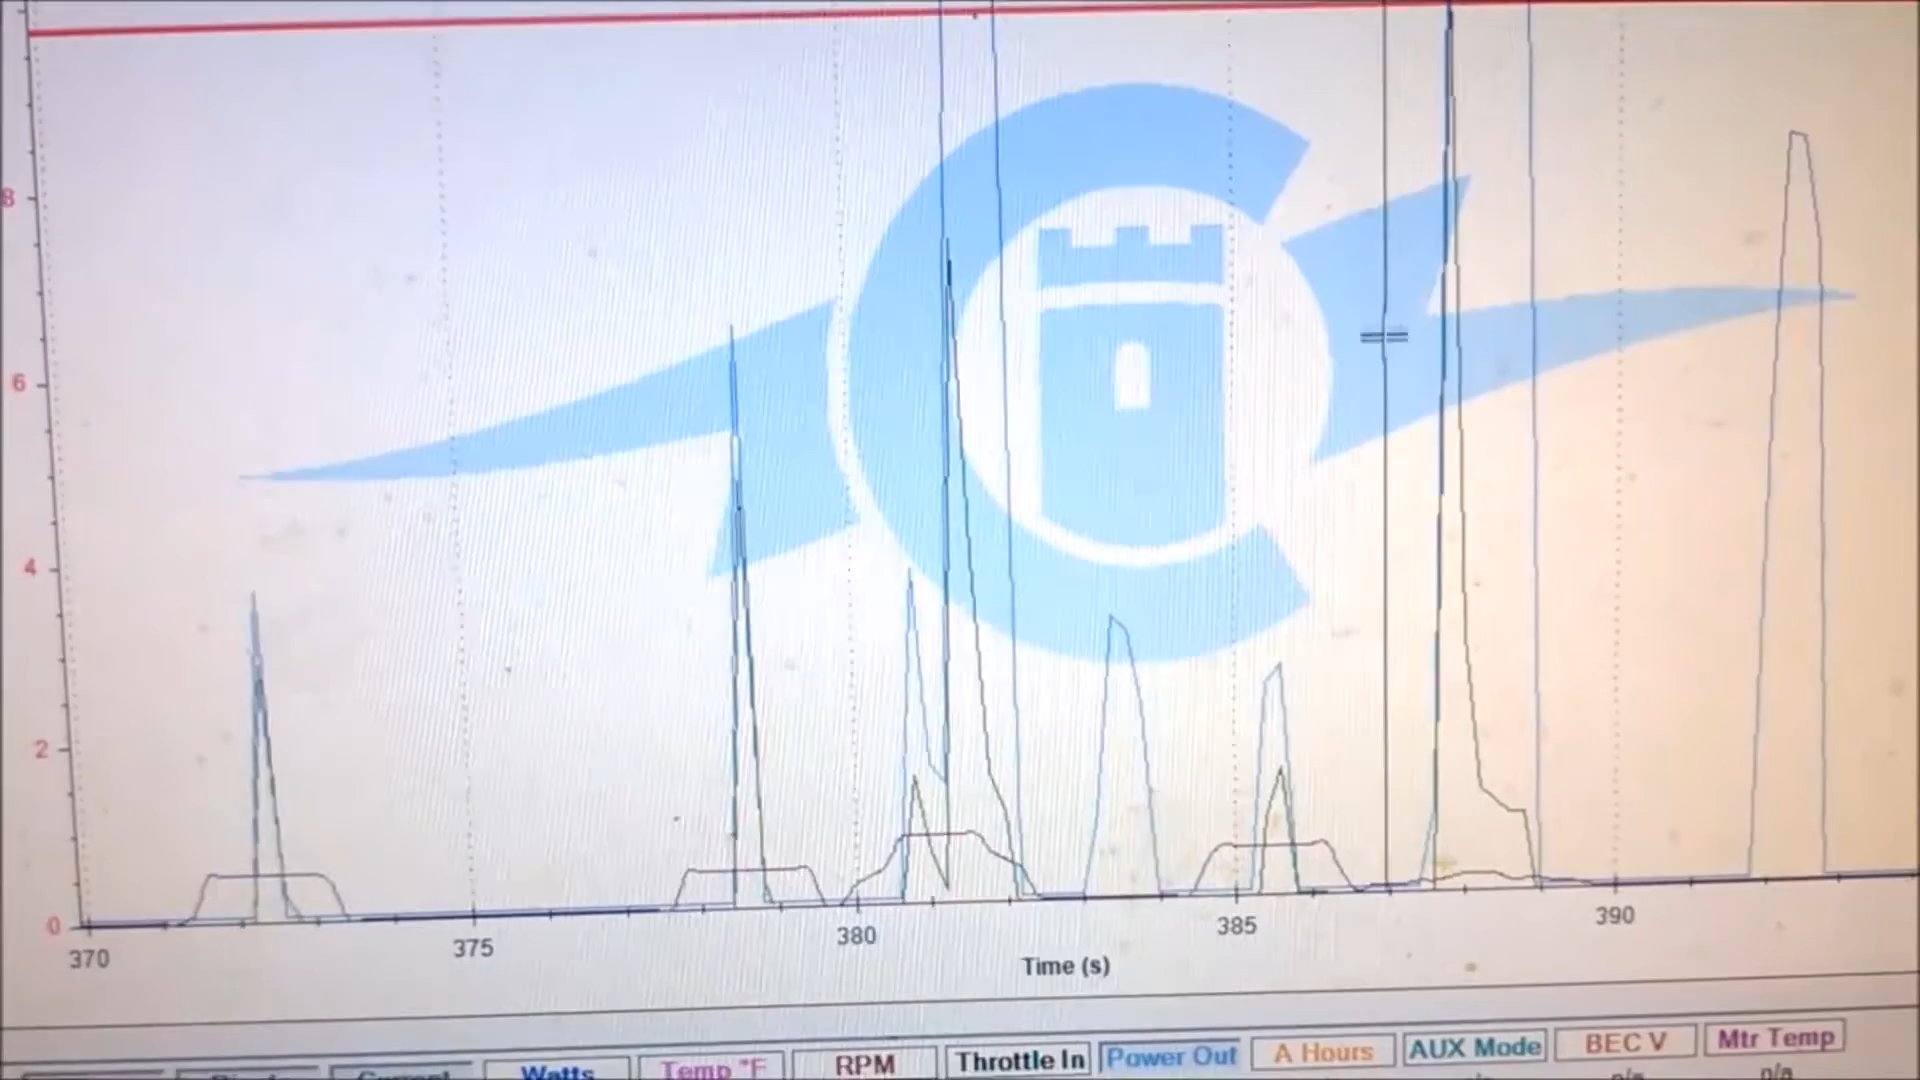 8
6
4
2
0
370 375 380 385 390
Time (s)
Current Watts Temp °F RPM Throttle In Power Out A Hours AUX Mode BEC V Mtr Temp
n/a n/a